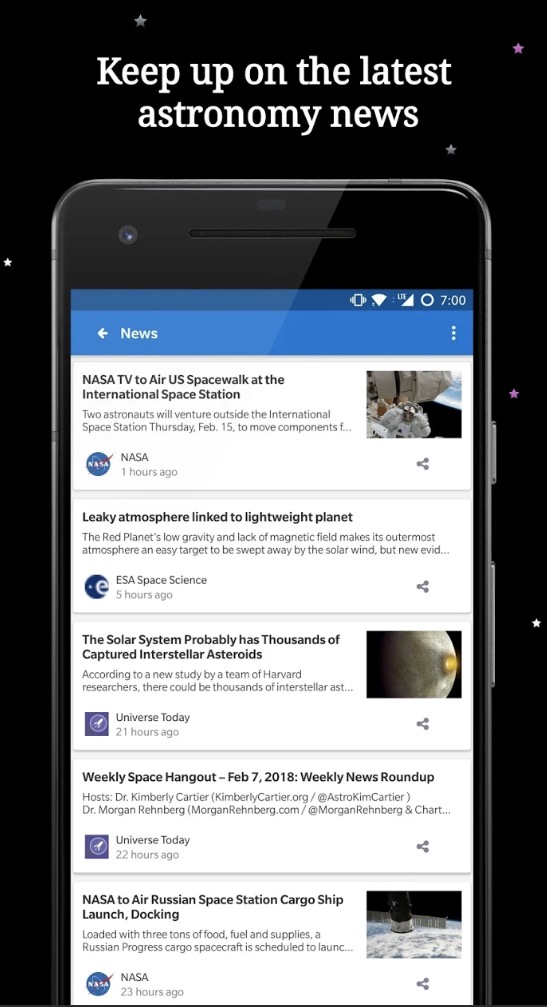 Keep up on the latest
astronomy news
LTE 7:00
News
NASA TV to Air US Spacewalk at the
International Space Station
Two astronauts will venture outside the International
Space Station Thursday, Feb. 15, to move components f...
NASA
NASA
1 hours ago
Leaky atmosphere linked to lightweight planet
The Red Planet's low gravity and lack of magnetic field makes its outermost
atmosphere an easy target to be swept away by the solar wind, but new evid...
e
ESA Space Science
5 hours ago
The Solar System Probably has Thousands of
Captured Interstellar Asteroids
According to a new study by a team of Harvard
researchers, there could be thousands of interstellar ast...
Universe Today
21 hours ago
Weekly Space Hangout – Feb 7, 2018: Weekly News Roundup
Hosts: Dr. Kimberly Cartier (KimberlyCartier.org / @AstroKimCartier )
Dr. Morgan Rehnberg (MorganRehnberg.com / @MorganRehnberg & Chart...
Universe Today
22 hours ago
NASA to Air Russian Space Station Cargo Ship
Launch, Docking
Loaded with three tons of food, fuel and supplies, a
Russian Progress cargo spacecraft is scheduled to launc...
NASA
NASA
23 hours ago